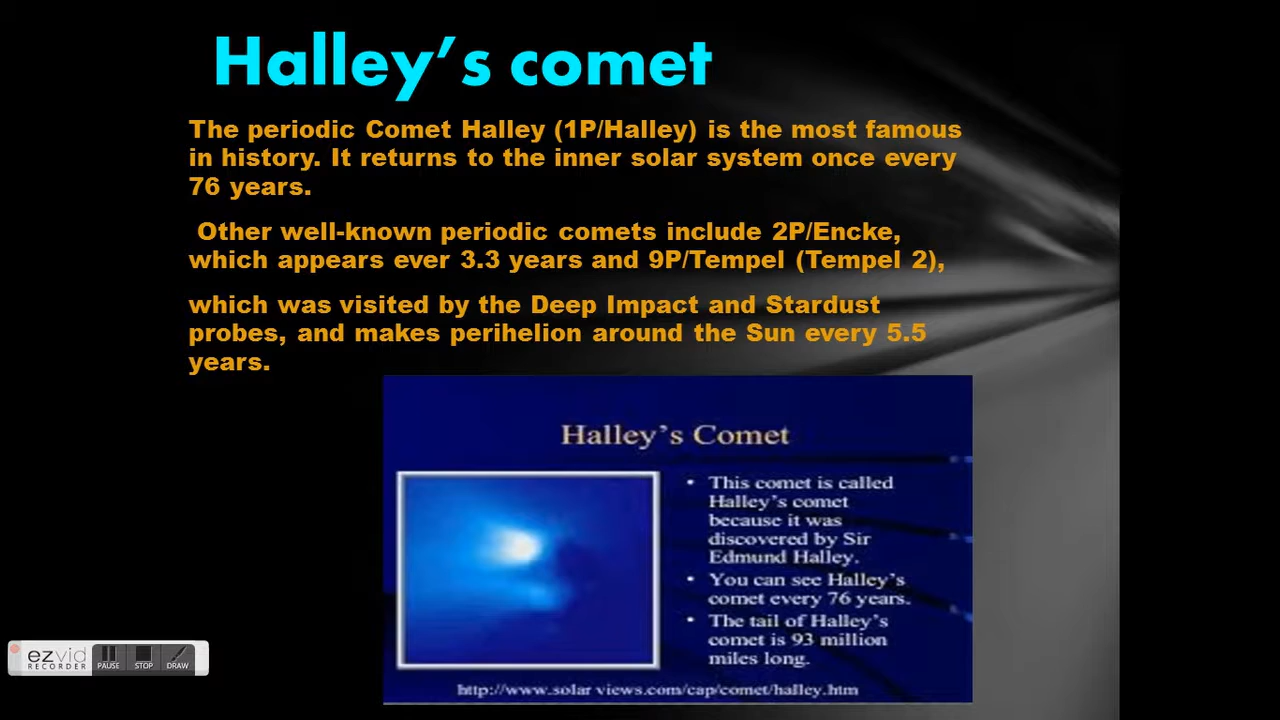 Halley’s comet
The periodic Comet Halley (1P/Halley) is the most famous
in history. It returns to the inner solar system once every
76 years.
Other well-known periodic comets include 2P/Encke,
which appears ever 3.3 years and 9P/Tempel (Tempel 2),
which was visited by the Deep Impact and Stardust
probes, and makes perihelion around the Sun every 5.5
years.
Halley’s Comet
• This comet is called
Halley’s comet
because it was
discovered by Sir
Edmund Halley.
• You can see Halley’s
comet every 76 years.
• The tail of Halley’s
comet is 93 million
miles long.
http://www.solar views.com/cap/comet/halley.htm
ezvid
RECORDER
PAUSE STOP DRAW